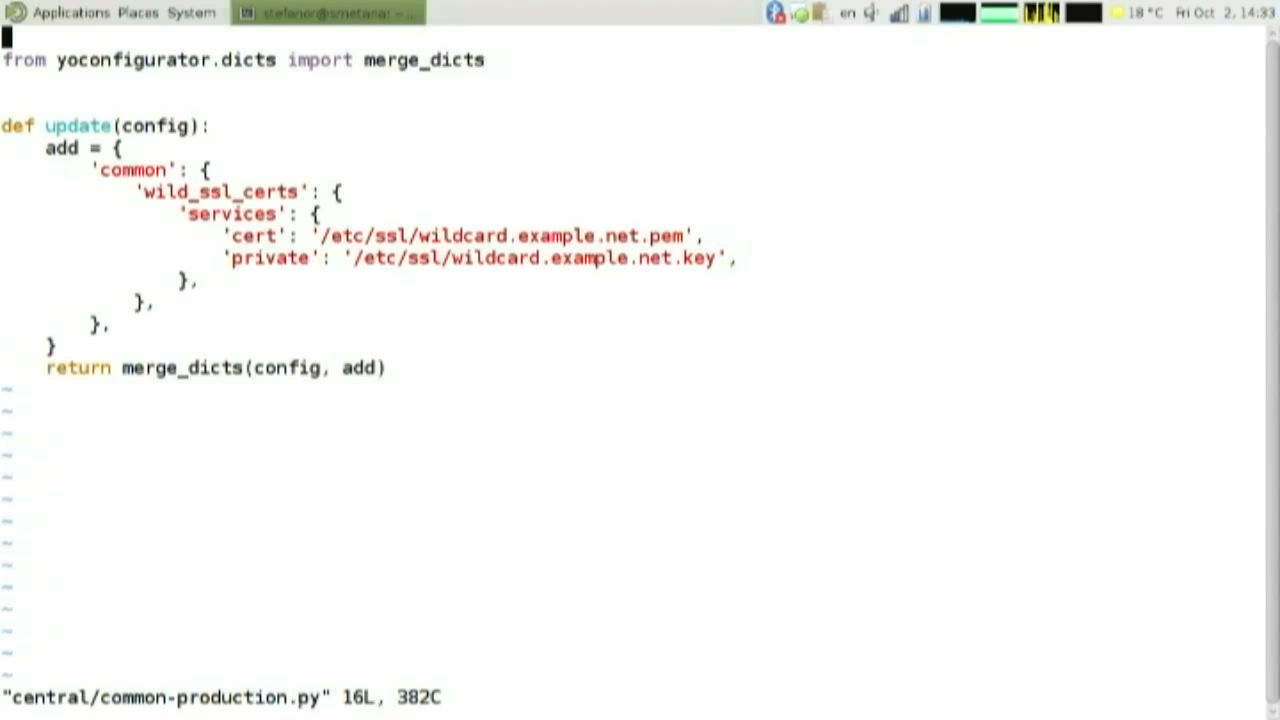 Applications Places System stefanor@smetana: ~ en 18 °C Fri Oct 2, 14:33
from yoconfigurator.dicts import merge_dicts
def update(config):
    add = {
        'common': {
            'wild_ssl_certs': {
                'services': {
                    'cert': '/etc/ssl/wildcard.example.net.pem',
                    'private': '/etc/ssl/wildcard.example.net.key',
                },
            },
        },
    }
    return merge_dicts(config, add)
~
~
~
~
~
~
~
~
~
~
~
~
~
~
"central/common-production.py" 16L, 382C